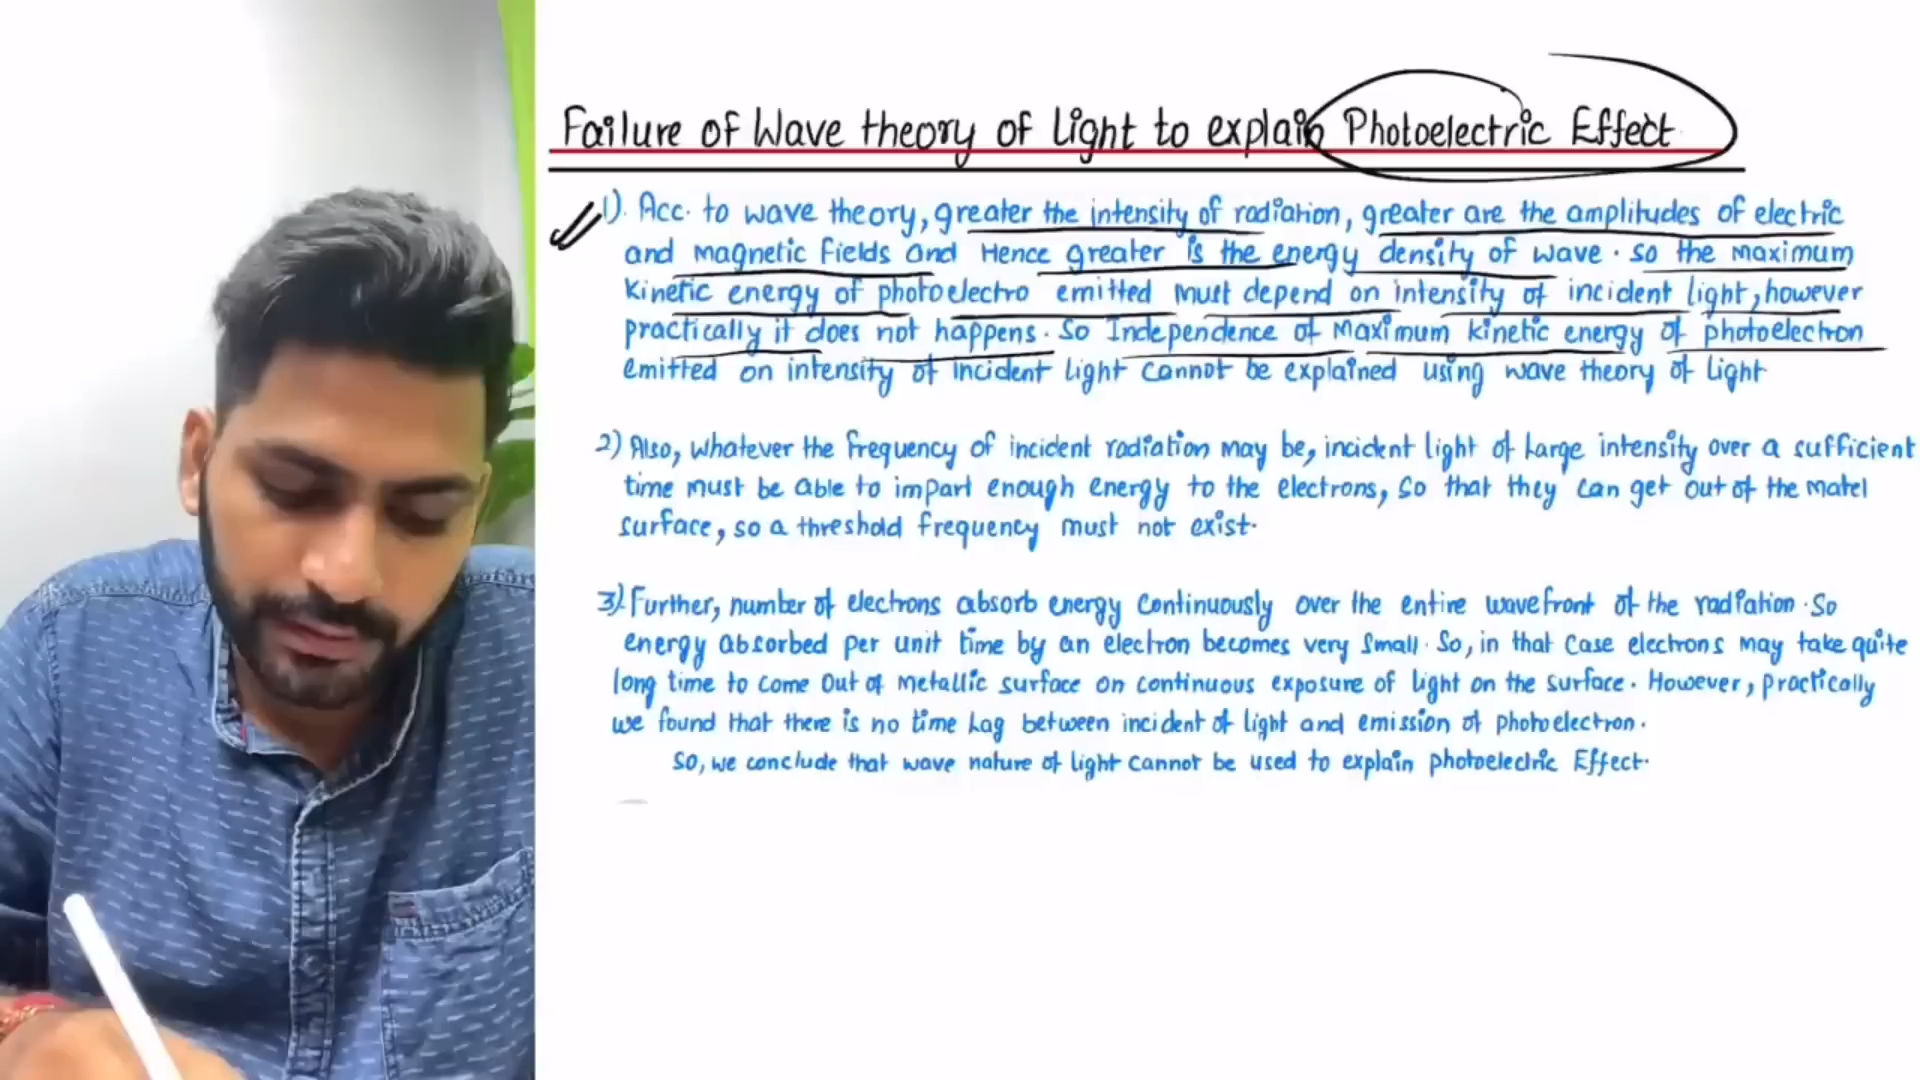 Failure of Wave theory of Light to explain Photoelectric Effect
1). Acc. to wave theory, greater the intensity of radiation, greater are the amplitudes of electric
and magnetic fields and Hence greater is the energy density of wave. so the maximum
Kinetic energy of photoelectro emitted must depend on intensity of incident light, however
practically it does not happens. So Independence of Maximum kinetic energy of photoelectron
emitted on intensity of incident light cannot be explained using wave theory of Light
2) Also, whatever the frequency of incident radiation may be, incident light of Large intensity over a sufficient
time must be able to impart enough energy to the electrons, so that they can get out of the matel
surface, so a threshold frequency must not exist.
3). Further, number of electrons absorb energy continuously over the entire wavefront of the radiation. So
energy absorbed per unit time by an electron becomes very small. So, in that case electrons may take quite
long time to come out of metallic surface on continuous exposure of light on the surface. However, practically
we found that there is no time Lag between incident of light and emission of photoelectron.
So, we conclude that wave nature of light cannot be used to explain photoelectric Effect.